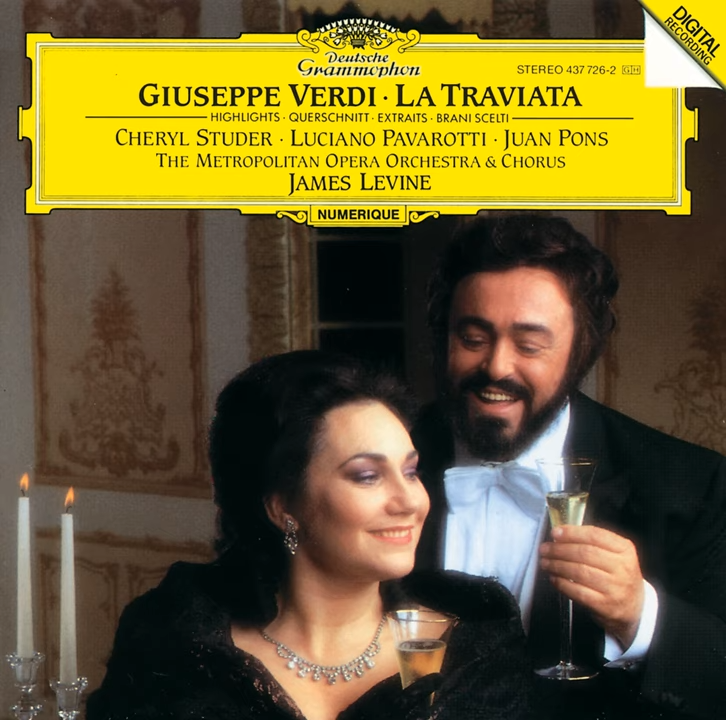 DIGITAL
RECORDING
Deutsche
Grammophon
STEREO 437 726-2 GH
GIUSEPPE VERDI · LA TRAVIATA
HIGHLIGHTS · QUERSCHNITT · EXTRAITS · BRANI SCELTI
CHERYL STUDER · LUCIANO PAVAROTTI · JUAN PONS
THE METROPOLITAN OPERA ORCHESTRA & CHORUS
JAMES LEVINE
NUMERIQUE